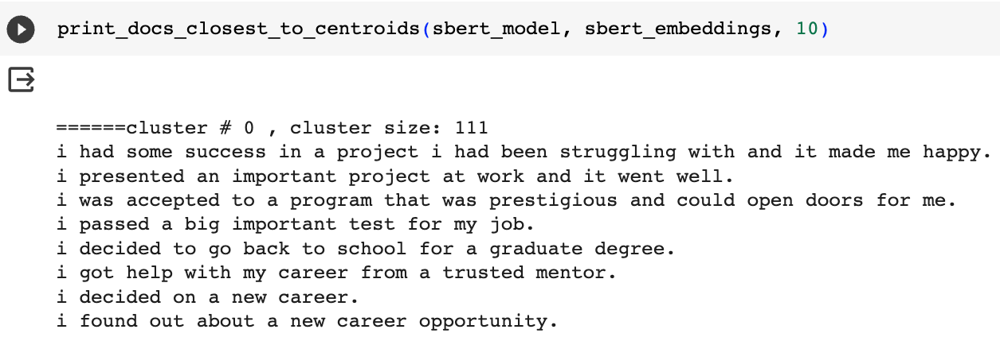 print_docs_closest_to_centroids(sbert_model, sbert_embeddings, 10)
======cluster # 0 , cluster size: 111
i had some success in a project i had been struggling with and it made me happy.
i presented an important project at work and it went well.
i was accepted to a program that was prestigious and could open doors for me.
i passed a big important test for my job.
i decided to go back to school for a graduate degree.
i got help with my career from a trusted mentor.
i decided on a new career.
i found out about a new career opportunity.